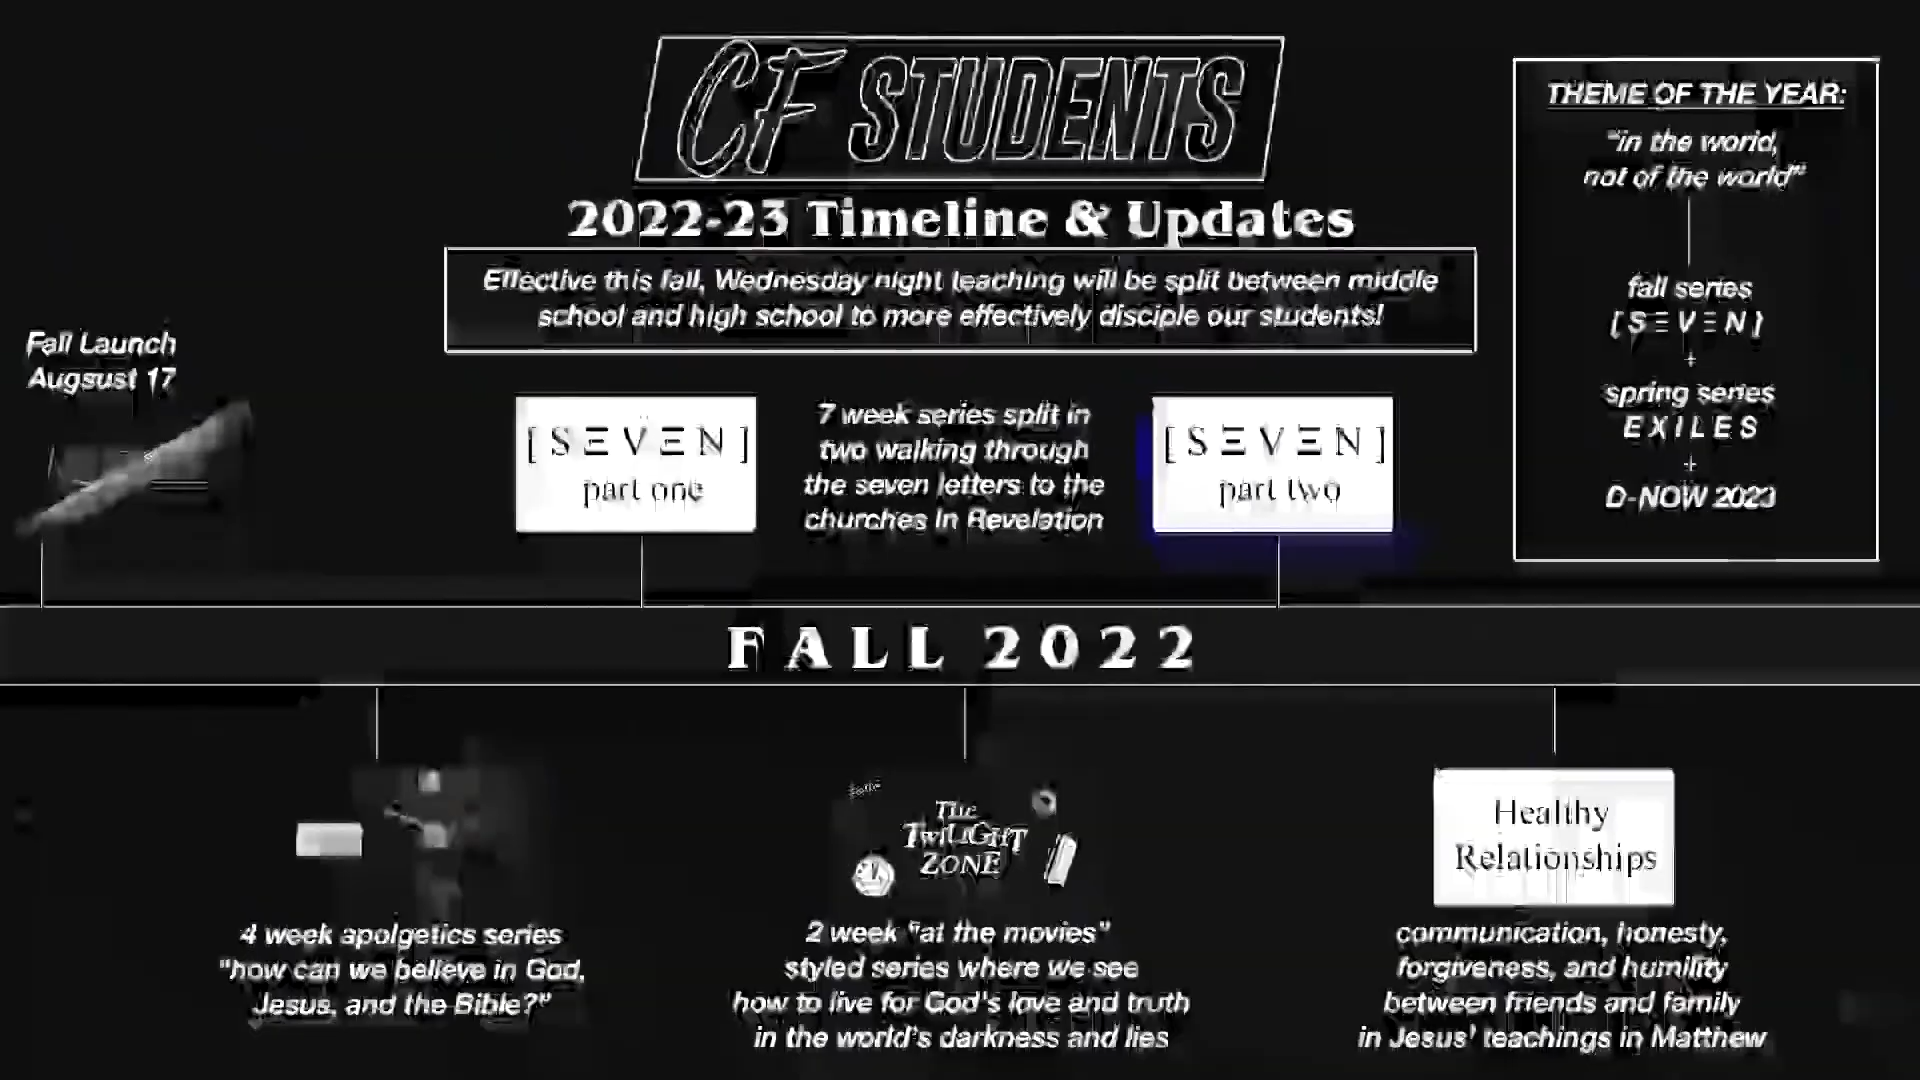 CF STUDENTS
2022-23 Timeline & Updates
Effective this fall, Wednesday night teaching will be split between middle
school and high school to more effectively disciple our students!
THEME OF THE YEAR:
"in the world,
not of the world"
fall series
[SΞVΞN]
+
spring series
EXILES
+
D-NOW 2023
Fall Launch
Augsust 17
[SΞVΞN]
part one
7 week series split in
two walking through
the seven letters to the
churches in Revelation
[SΞVΞN]
part two
FALL 2022
4 week apolgetics series
"how can we believe in God,
Jesus, and the Bible?"
THE
TWILIGHT
ZONE
2 week "at the movies"
styled series where we see
how to live for God's love and truth
in the world's darkness and lies
Healthy
Relationships
communication, honesty,
forgiveness, and humility
between friends and family
in Jesus' teachings in Matthew